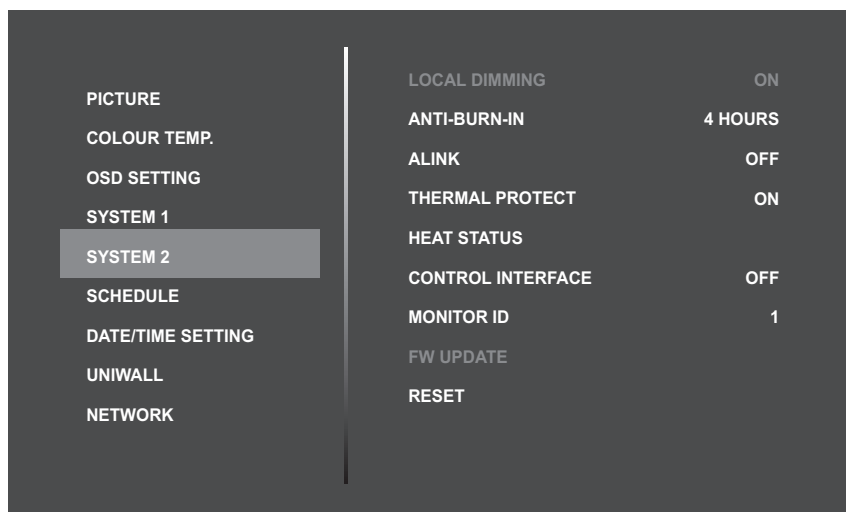 PICTURE
COLOUR TEMP.
OSD SETTING
SYSTEM 1
SYSTEM 2
SCHEDULE
DATE/TIME SETTING
UNIWALL
NETWORK
LOCAL DIMMING ON
ANTI-BURN-IN 4 HOURS
ALINK OFF
THERMAL PROTECT ON
HEAT STATUS
CONTROL INTERFACE OFF
MONITOR ID 1
FW UPDATE
RESET